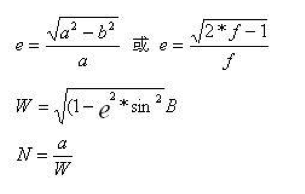 e = √(a² − b²) / a 或 e = √(2 * f − 1) / f
W = √(1 − e² * sin² B
N = a / W